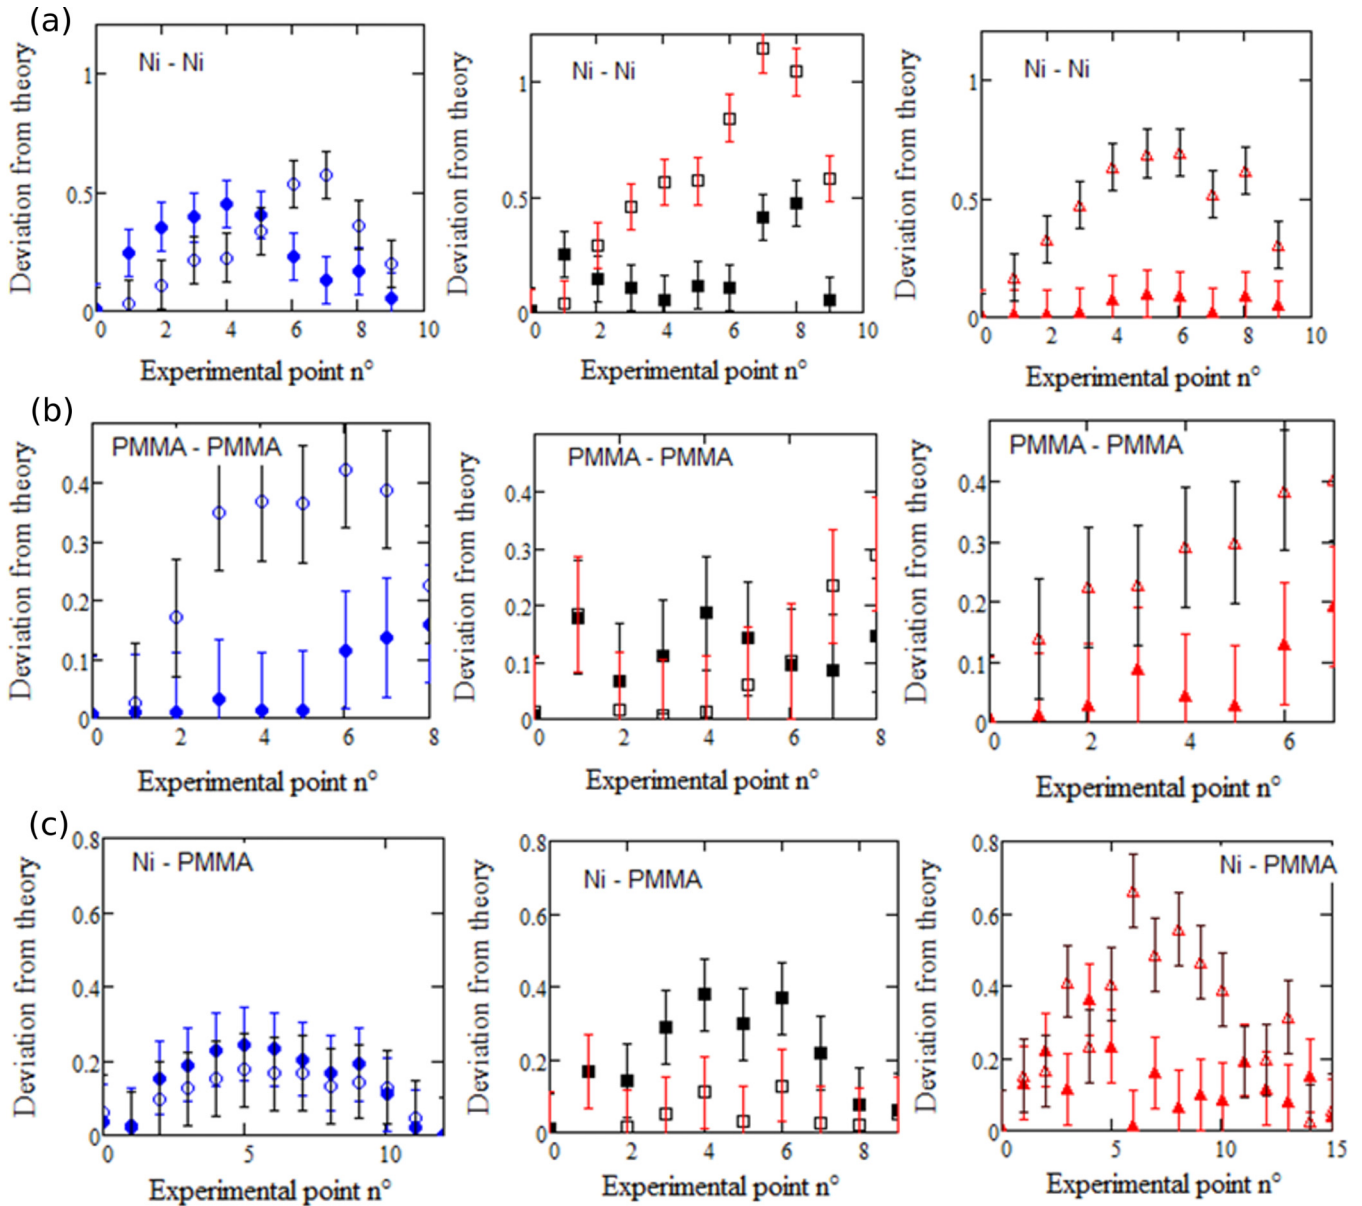 (a)
Deviation from theory
Ni - Ni
1
0.5
0
0 2 4 6 8 10
Experimental point n°
Deviation from theory
Ni - Ni
1
0.5
0
0 2 4 6 8 10
Experimental point n°
Deviation from theory
Ni - Ni
1
0.5
0
0 2 4 6 8 10
Experimental point n°
(b)
Deviation from theory
PMMA - PMMA
0.4
0.3
0.2
0.1
0
0 2 4 6 8
Experimental point n°
Deviation from theory
PMMA - PMMA
0.4
0.3
0.2
0.1
0
0 2 4 6 8
Experimental point n°
Deviation from theory
PMMA - PMMA
0.4
0.3
0.2
0.1
0
0 2 4 6
Experimental point n°
(c)
Deviation from theory
Ni - PMMA
0.8
0.6
0.4
0.2
0
0 5 10
Experimental point n°
Deviation from theory
Ni - PMMA
0.8
0.6
0.4
0.2
0
0 2 4 6 8
Experimental point n°
Deviation from theory
Ni - PMMA
0.8
0.6
0.4
0.2
0
0 5 10 15
Experimental point n°